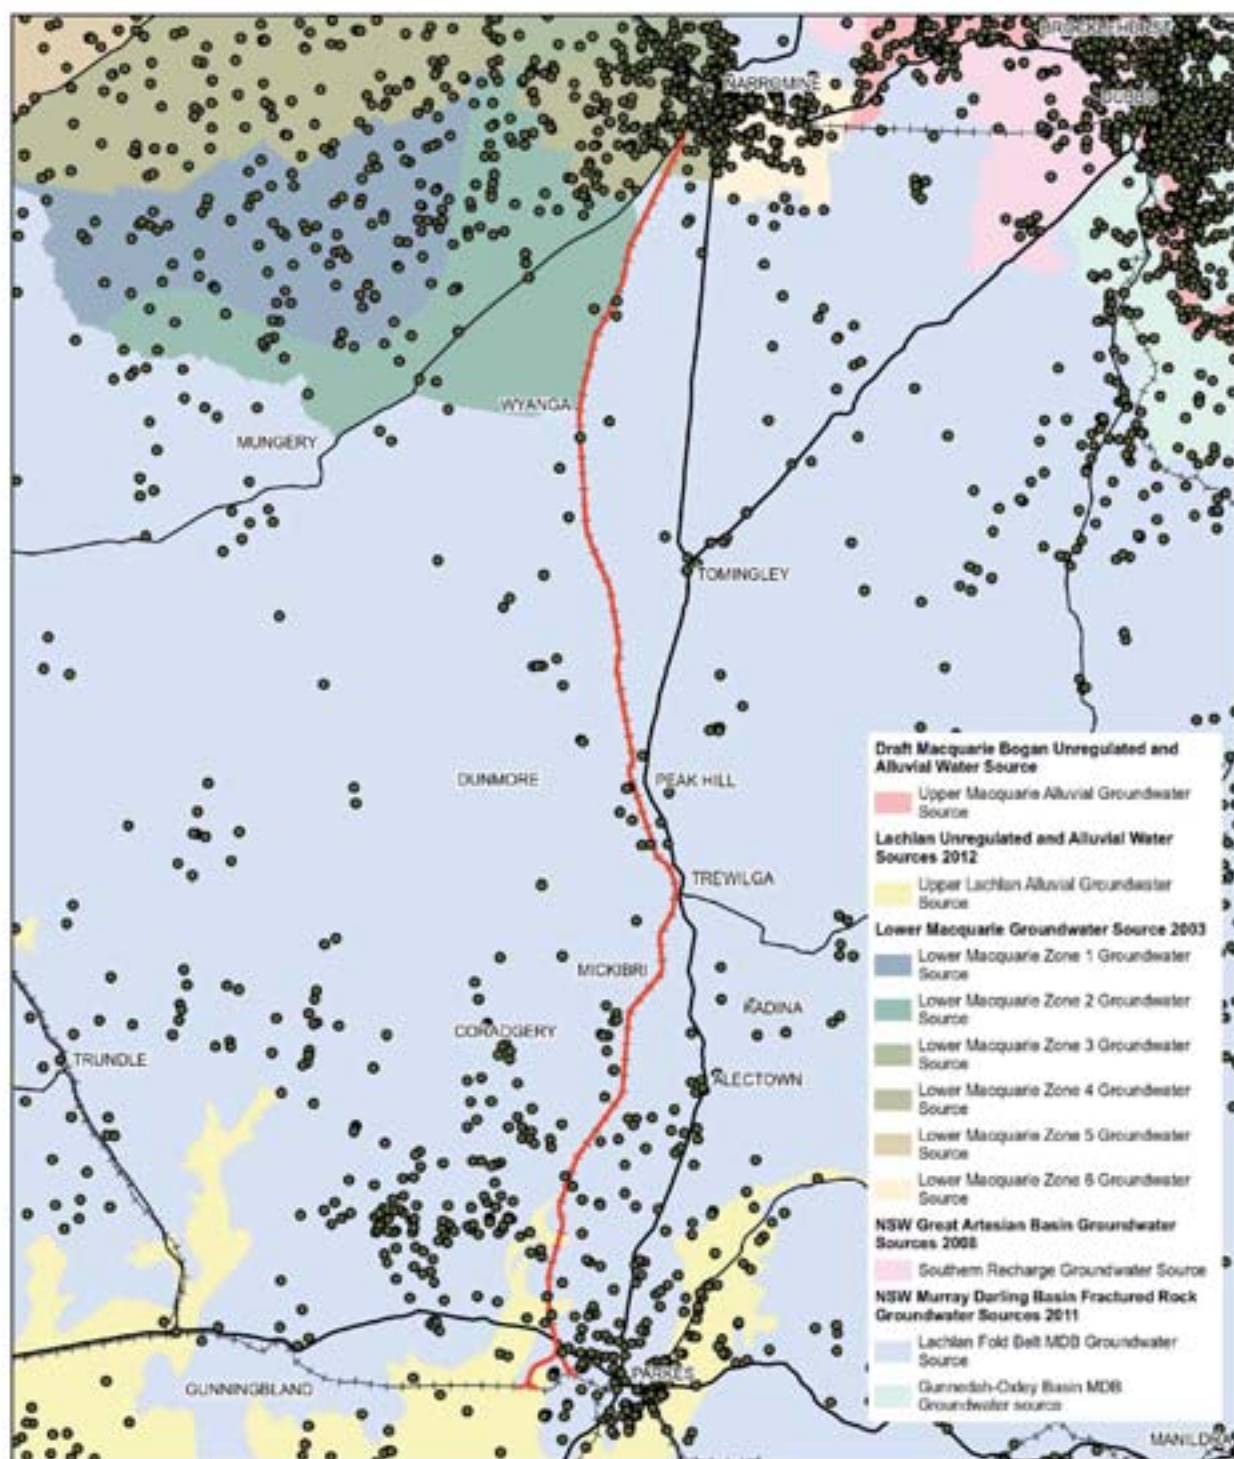 BROCKLEHURST
NARROMINE
DUBBO
WYANGA
MUNGERY
TOMINGLEY
DUNMORE
PEAK HILL
TREWILGA
MICKIBRI
KADINA
CORADGERY
TRUNDLE
ALECTOWN
GUNNINGBLAND
PARKES
MANILDRA
Draft Macquarie Bogan Unregulated and
Alluvial Water Source
Upper Macquarie Alluvial Groundwater
Source
Lachlan Unregulated and Alluvial Water
Sources 2012
Upper Lachlan Alluvial Groundwater
Source
Lower Macquarie Groundwater Source 2003
Lower Macquarie Zone 1 Groundwater
Source
Lower Macquarie Zone 2 Groundwater
Source
Lower Macquarie Zone 3 Groundwater
Source
Lower Macquarie Zone 4 Groundwater
Source
Lower Macquarie Zone 5 Groundwater
Source
Lower Macquarie Zone 6 Groundwater
Source
NSW Great Artesian Basin Groundwater
Sources 2008
Southern Recharge Groundwater Source
NSW Murray Darling Basin Fractured Rock
Groundwater Sources 2011
Lachlan Fold Belt MDB Groundwater
Source
Gunnedah-Oxley Basin MDB
Groundwater source